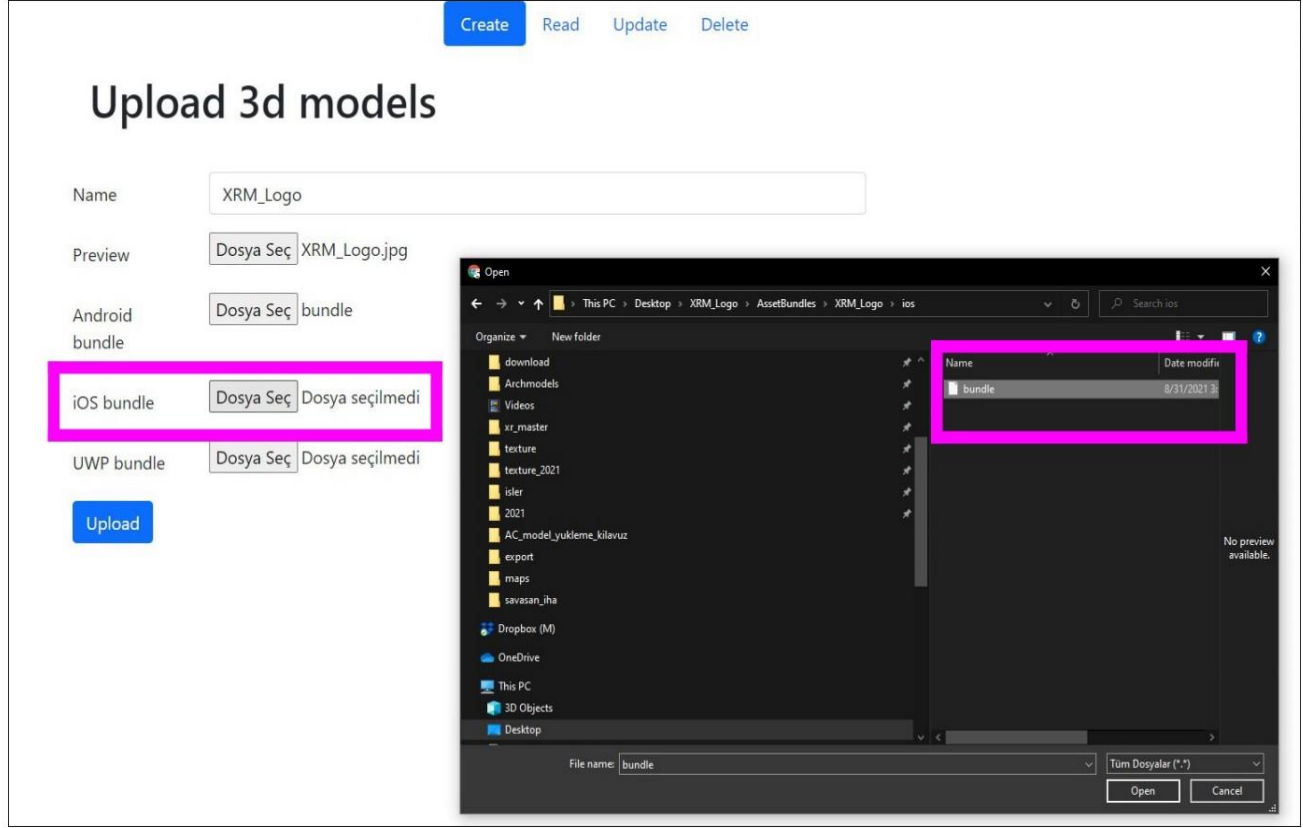 Create Read Update Delete
Upload 3d models
Name XRM_Logo
Preview Dosya Seç XRM_Logo.jpg
Android
bundle
Dosya Seç bundle
iOS bundle Dosya Seç Dosya seçilmedi
UWP bundle Dosya Seç Dosya seçilmedi
Upload
Open
This PC > Desktop > XRM_Logo > AssetBundles > XRM_Logo > ios
Search ios
Organize New folder
download
Archmodels
Videos
xr_master
texture
texture_2021
isler
2021
AC_model_yukleme_kilavuz
export
maps
savasan_iha
Dropbox (M)
OneDrive
This PC
3D Objects
Desktop
Name Date modifi
bundle 8/31/2021 3:
No preview
available.
File name: bundle Tüm Dosyalar (*.*)
Open Cancel